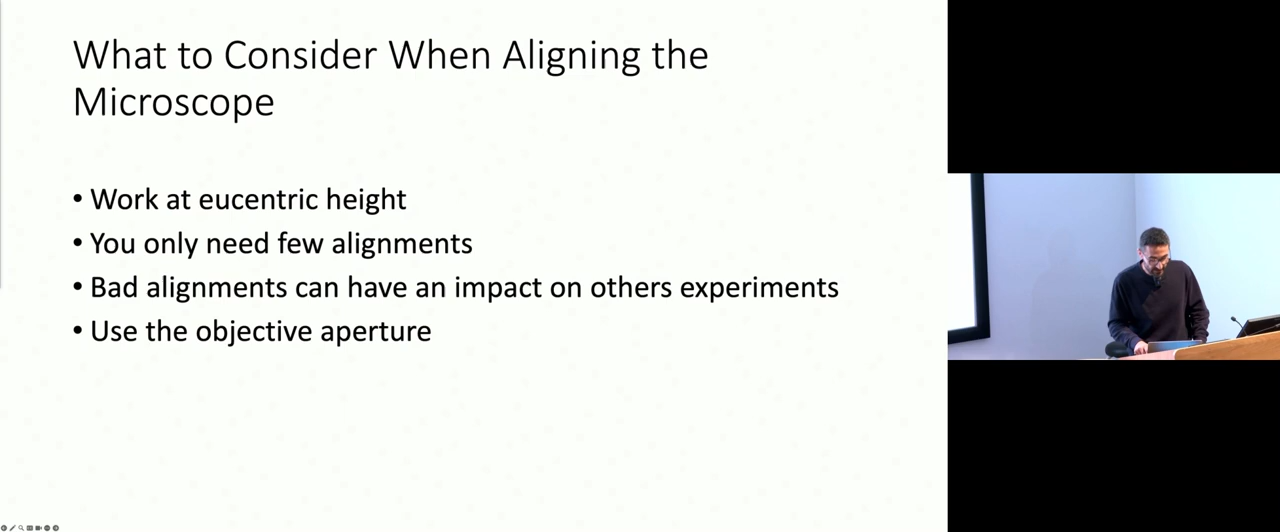 What to Consider When Aligning the
Microscope
• Work at eucentric height
• You only need few alignments
• Bad alignments can have an impact on others experiments
• Use the objective aperture